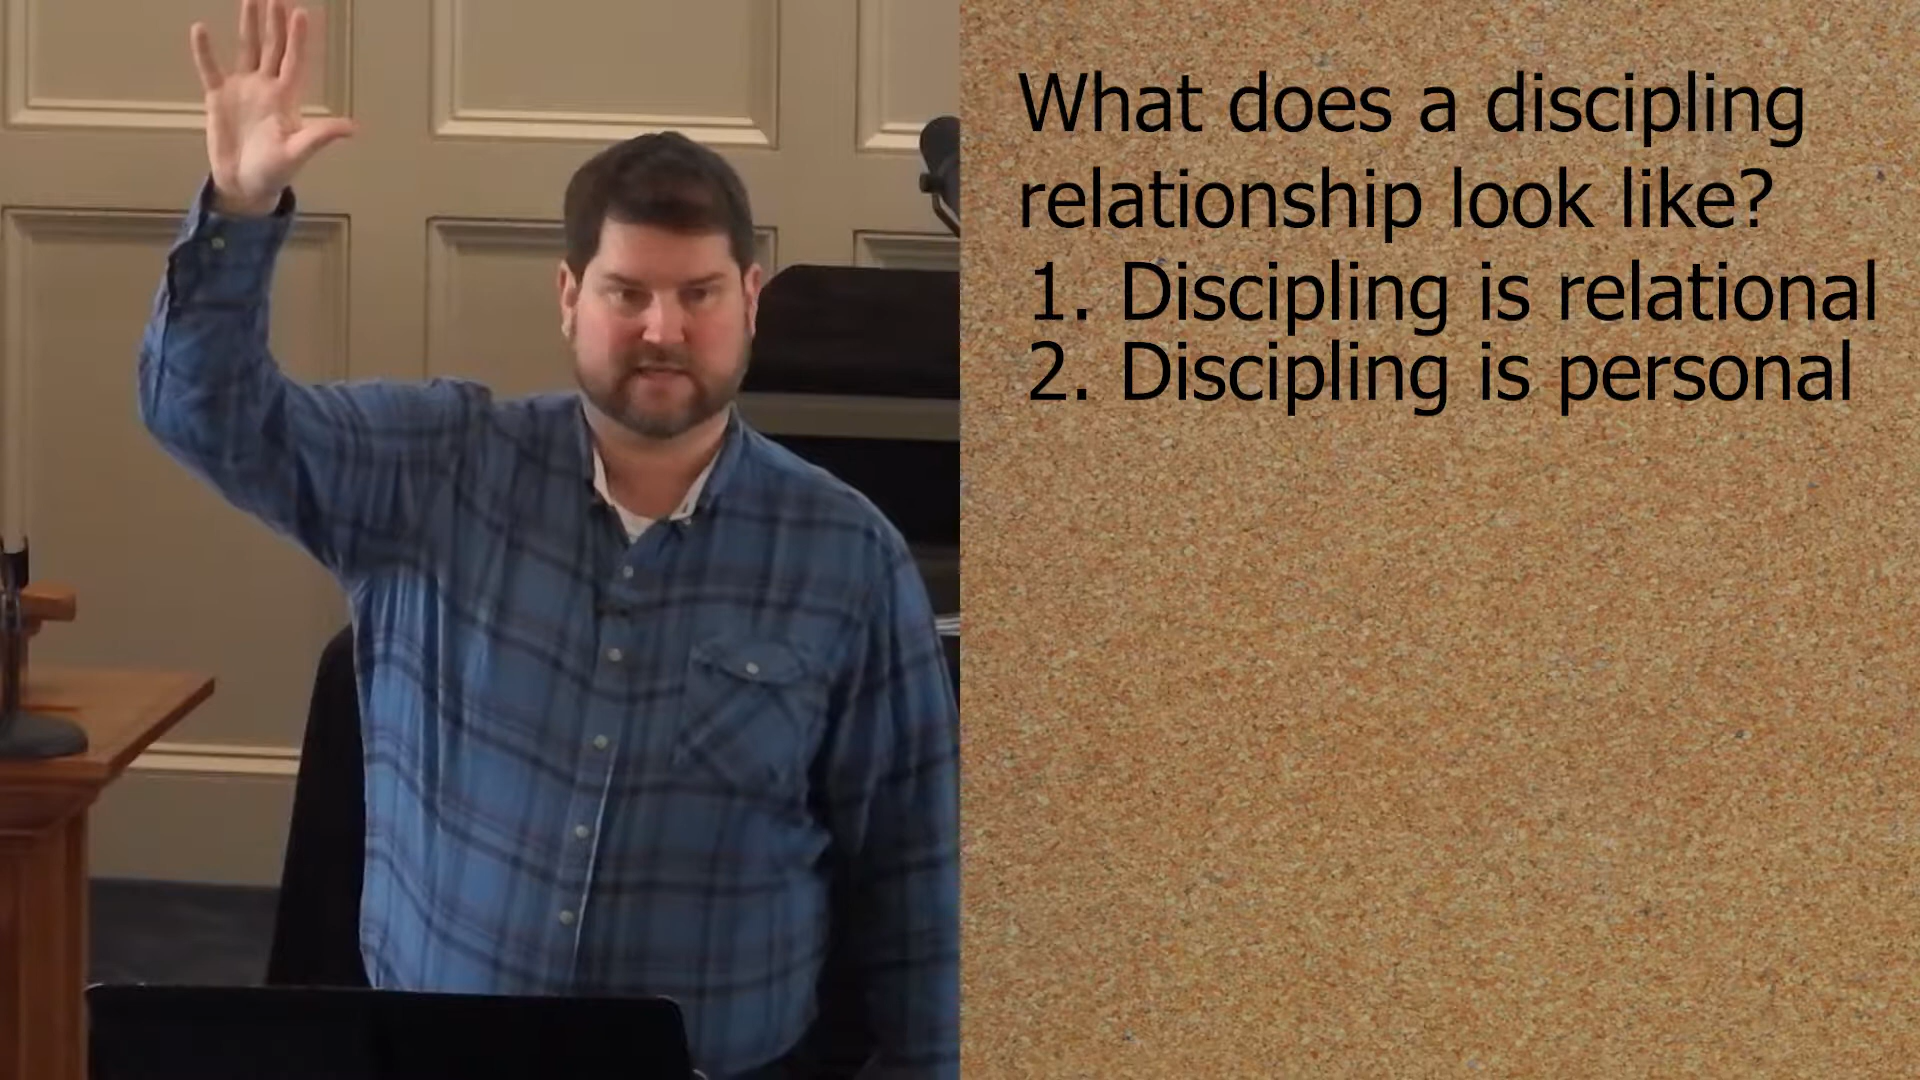 What does a discipling
relationship look like?
1. Discipling is relational
2. Discipling is personal